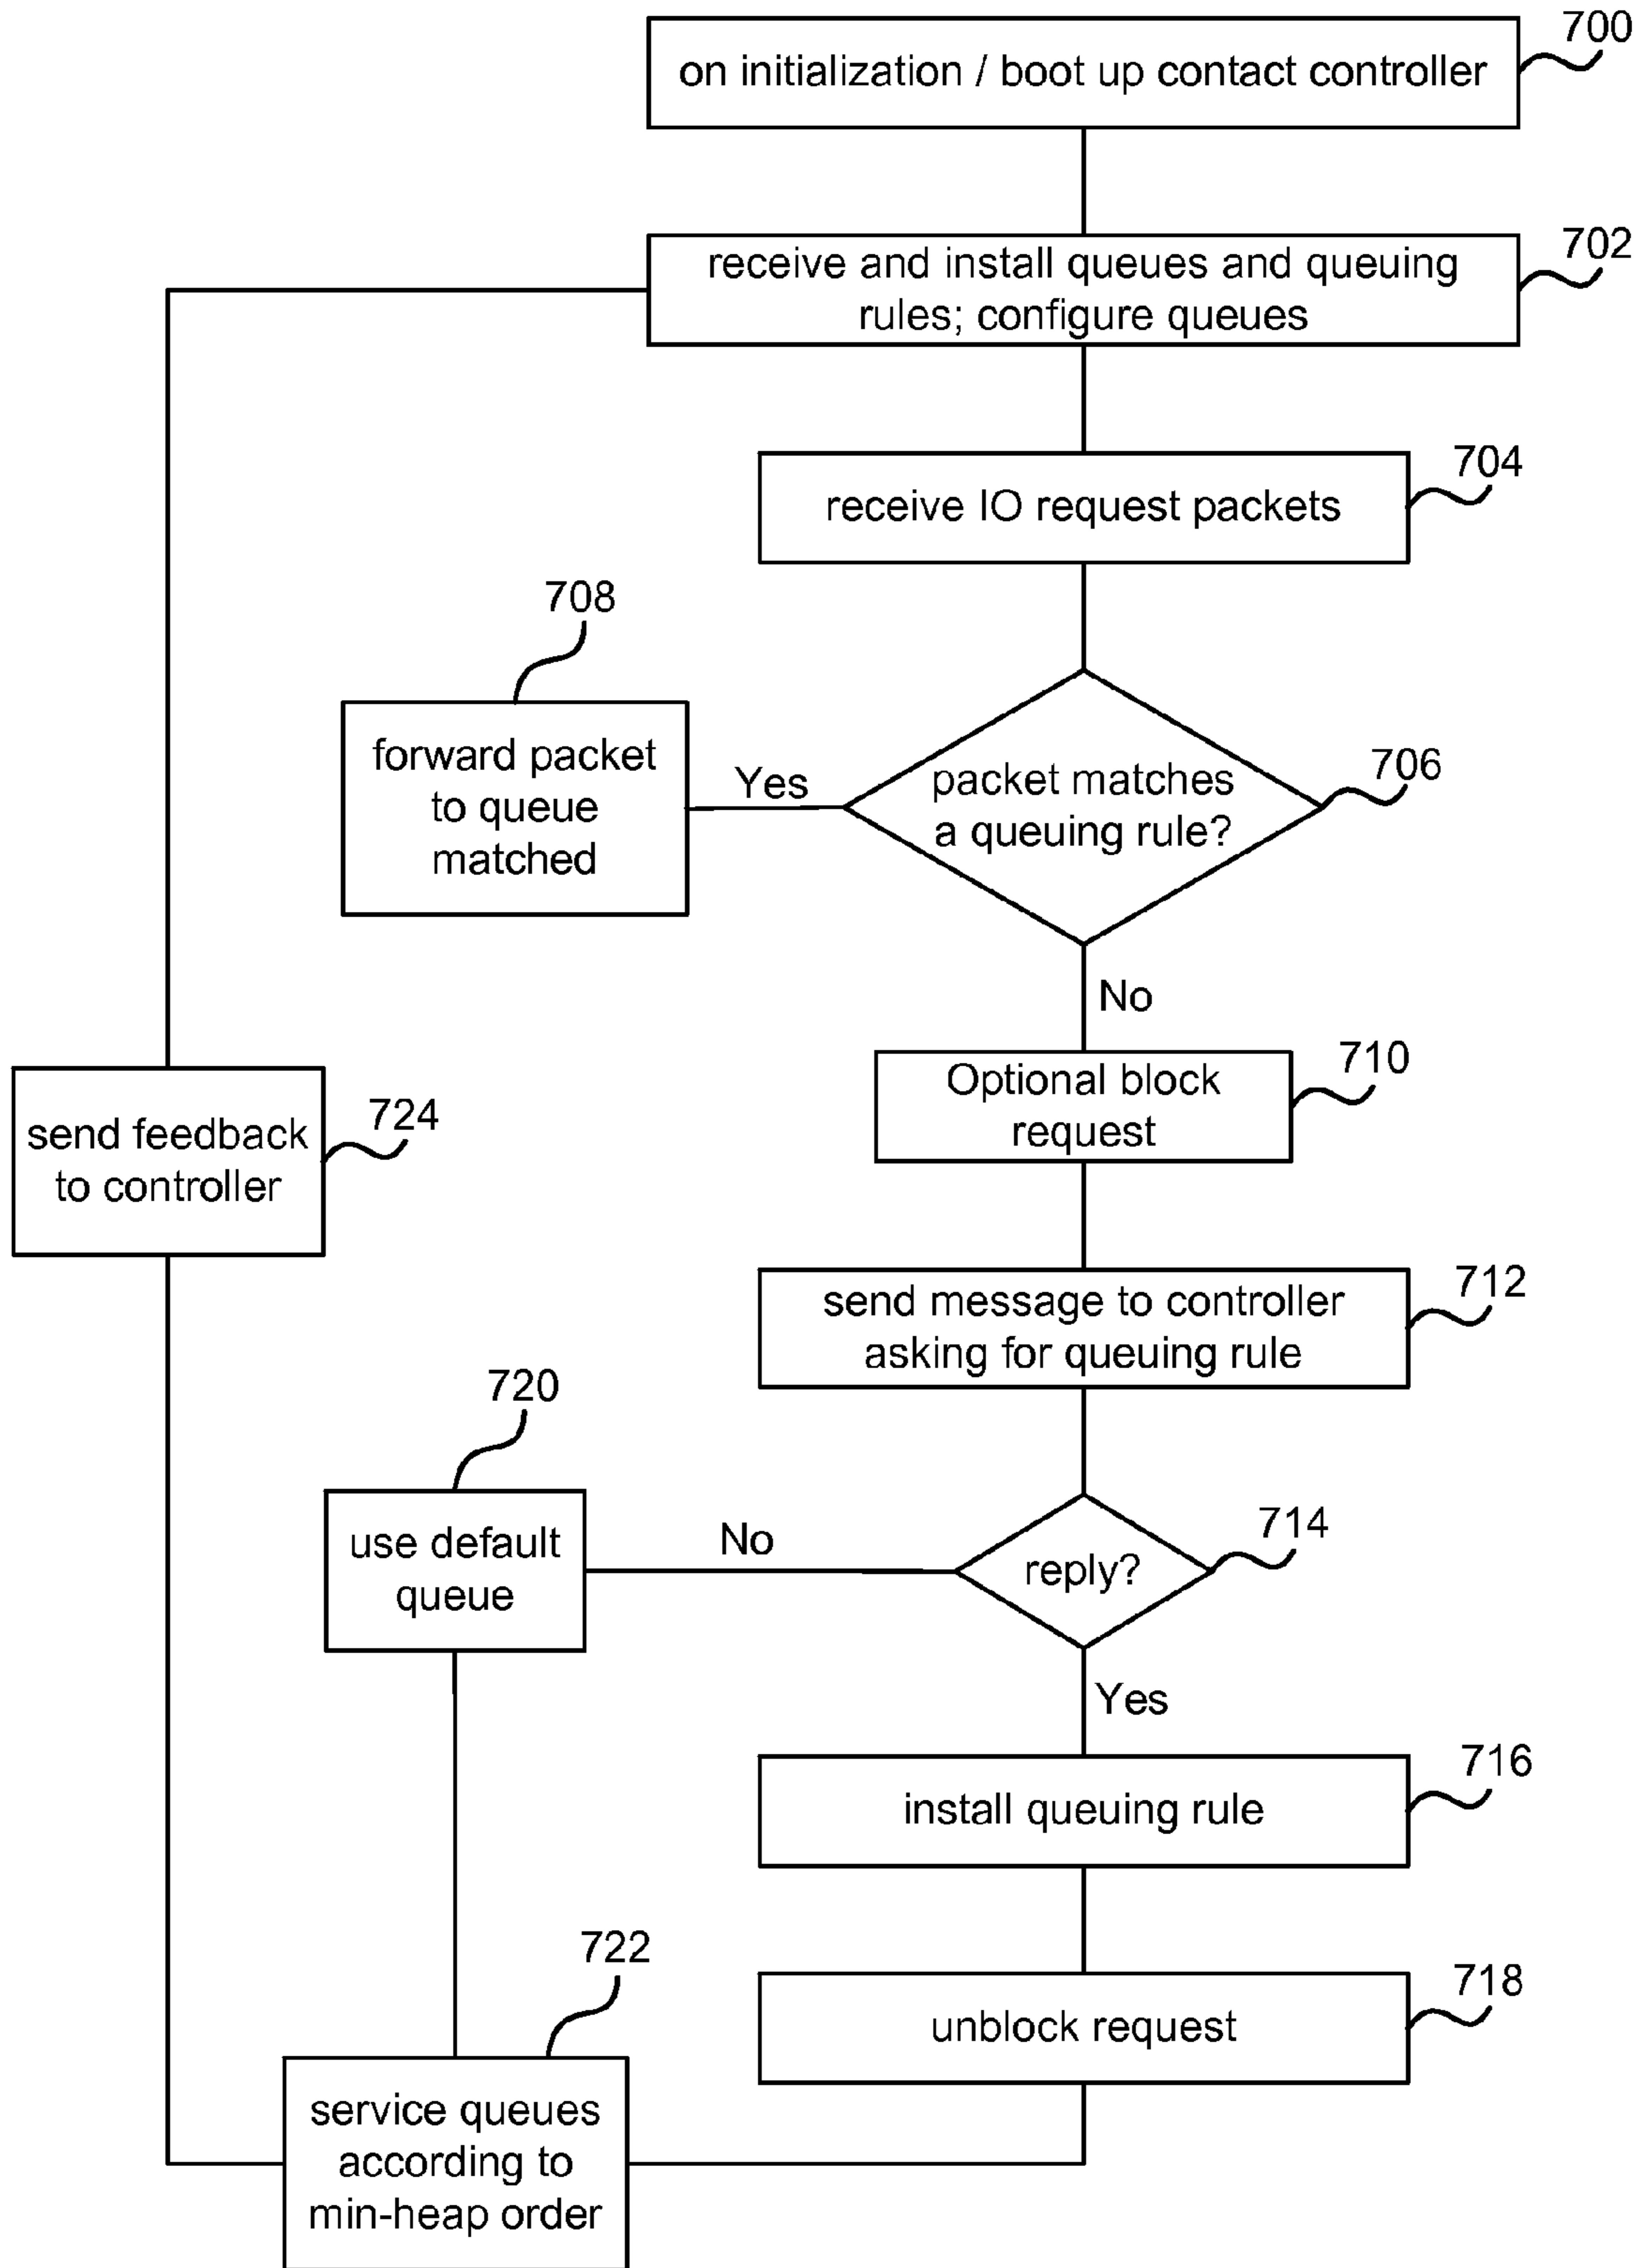 700
on initialization / boot up contact controller
702
receive and install queues and queuing
rules; configure queues
704
receive IO request packets
708
forward packet
to queue
matched
Yes
706
packet matches
a queuing rule?
No
710
Optional block
request
724
send feedback
to controller
712
send message to controller
asking for queuing rule
720
use default
queue
No
714
reply?
Yes
716
install queuing rule
722
718
unblock request
service queues
according to
min-heap order